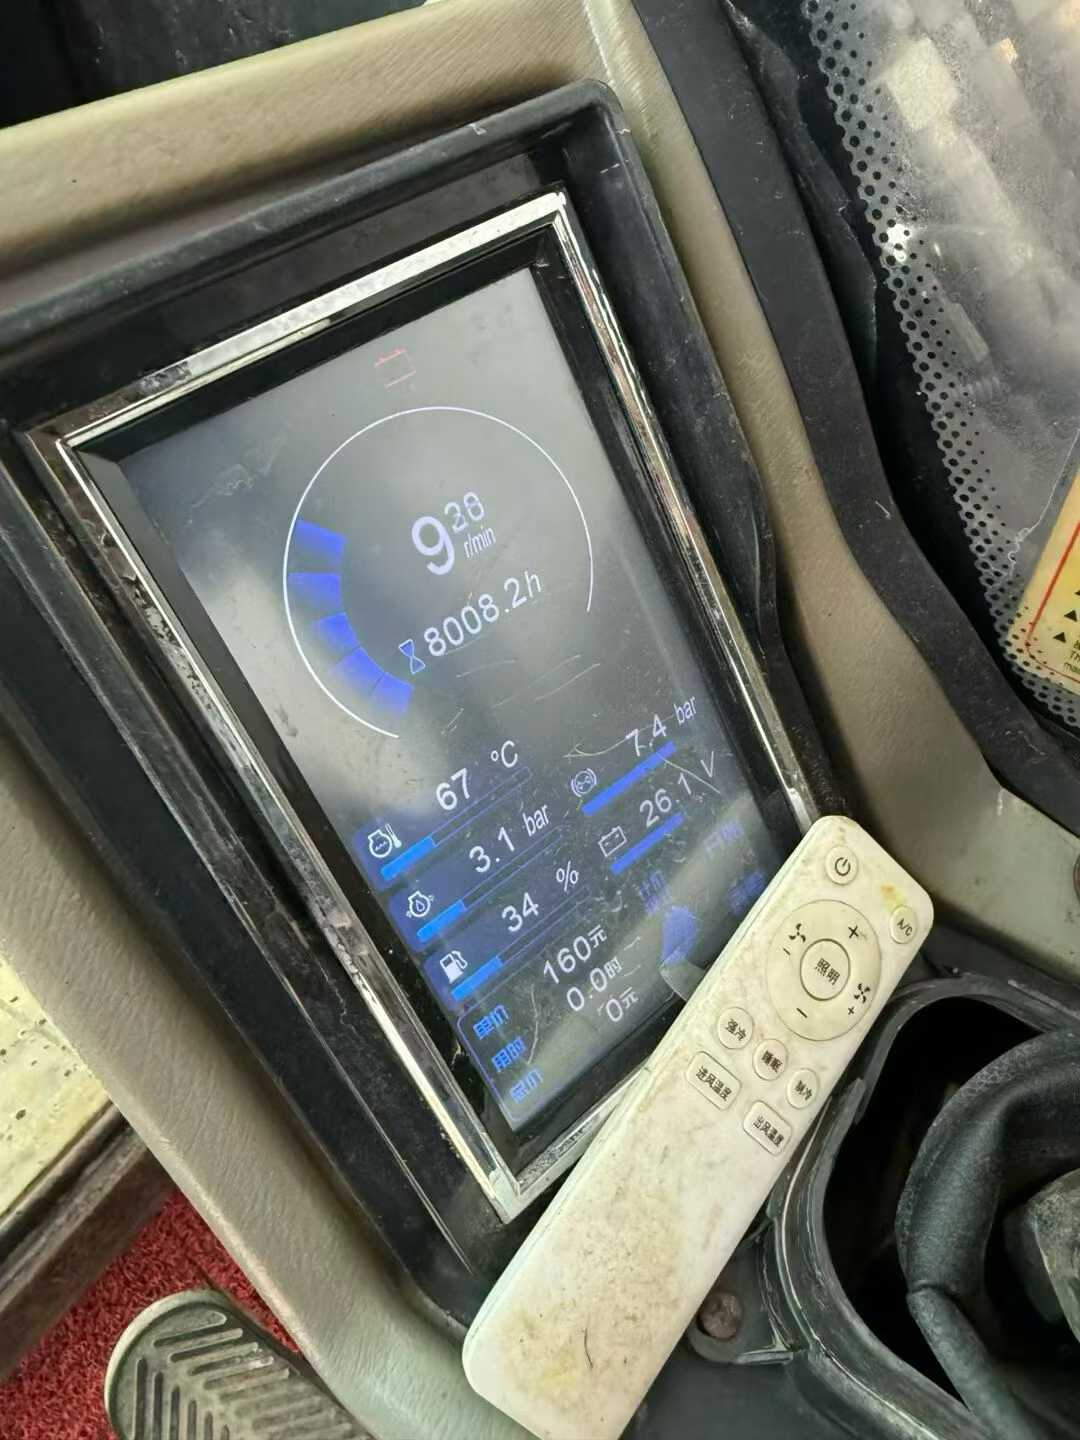 928
r/min
8008.2h
67 °C
7.4 bar
3.1 bar
26.1 V
34 %
单价 160元
用时 0.0时
总价 0元
A/C
照明
强冷
睡眠
制冷
进风温度
出风温度